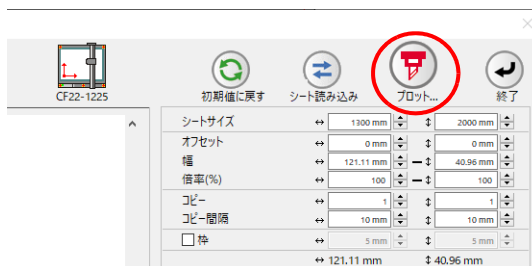 CF22-1225 初期値に戻す シート読み込み プロット... 終了
シートサイズ 1300 mm 2000 mm
オフセット 0 mm 0 mm
幅 121.11 mm 40.96 mm
倍率(%) 100 100
コピー 1 1
コピー間隔 10 mm 10 mm
枠 5 mm 5 mm
121.11 mm 40.96 mm